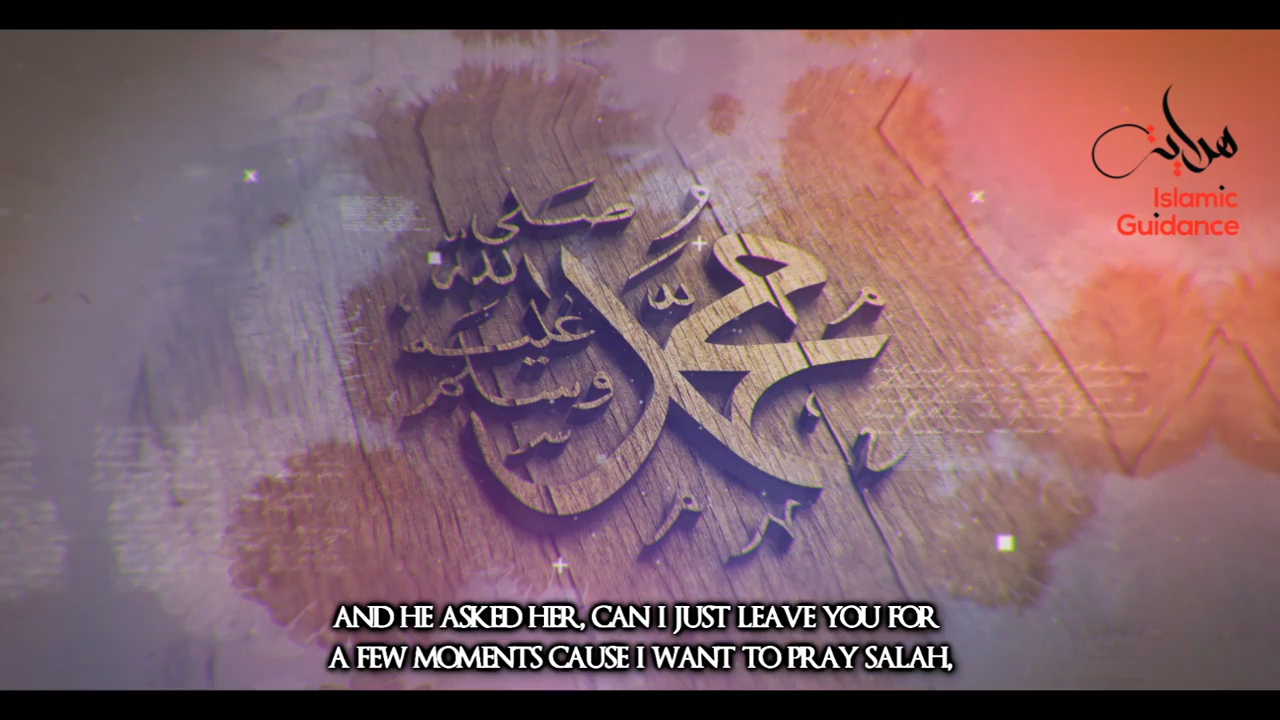 هداية
Islamic
Guidance
محمد
صلى
الله
عليه
وسلم
AND HE ASKED HER, CAN I JUST LEAVE YOU FOR
A FEW MOMENTS CAUSE I WANT TO PRAY SALAH,